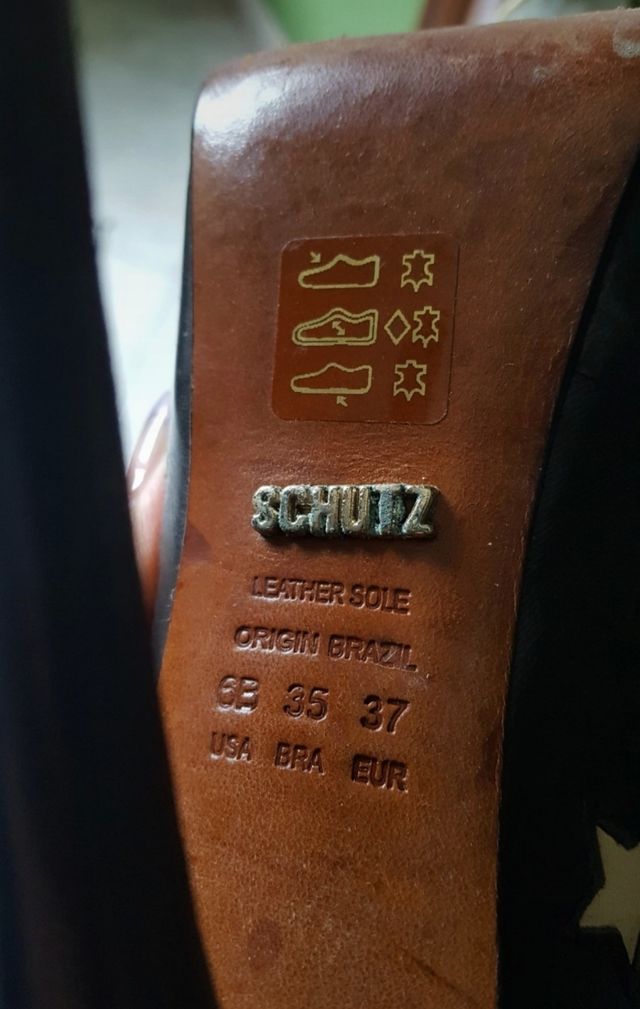 SCHUTZ
LEATHER SOLE
ORIGIN BRAZIL
6B 35 37
USA BRA EUR